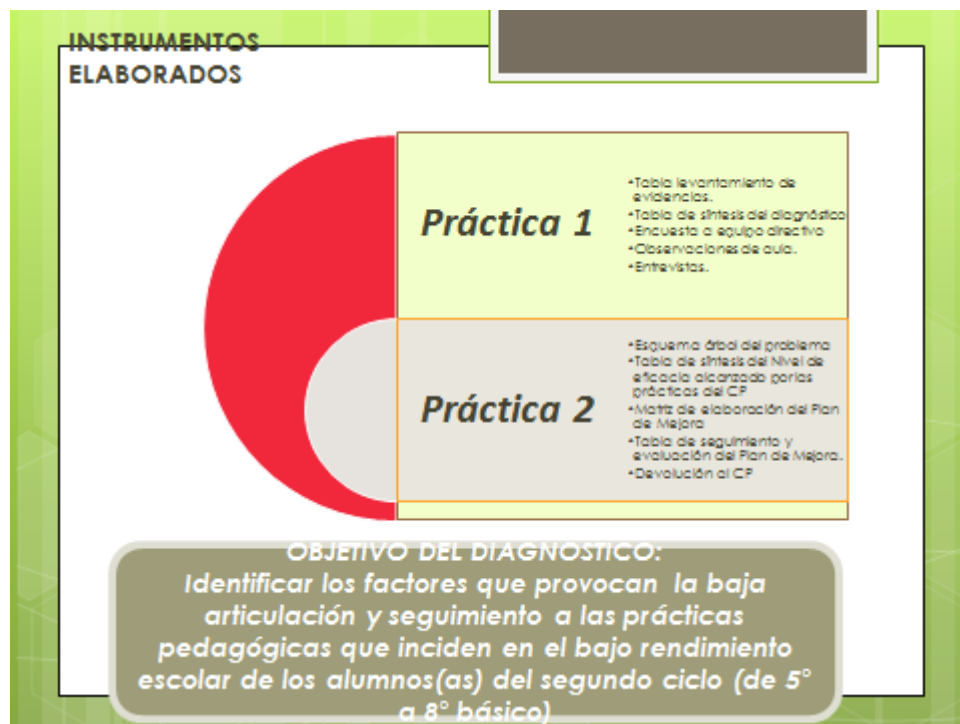 INSTRUMENTOS
ELABORADOS
Práctica 1
•Tabla levantamiento de
evidencias.
•Tabla de síntesis del diagnóstico
•Encuesta a equipo directivo
•Observaciones de aula.
•Entrevistas.
Práctica 2
•Esquema árbol del problema
•Tabla de síntesis del Nivel de
eficacia alcanzado por las
prácticas del CP
•Matriz de elaboración del Plan
de Mejora
•Tabla de seguimiento y
evaluación del Plan de Mejora.
•Devolución al CP
OBJETIVO DEL DIAGNOSTICO:
Identificar los factores que provocan la baja
articulación y seguimiento a las prácticas
pedagógicas que inciden en el bajo rendimiento
escolar de los alumnos(as) del segundo ciclo (de 5°
a 8° básico)